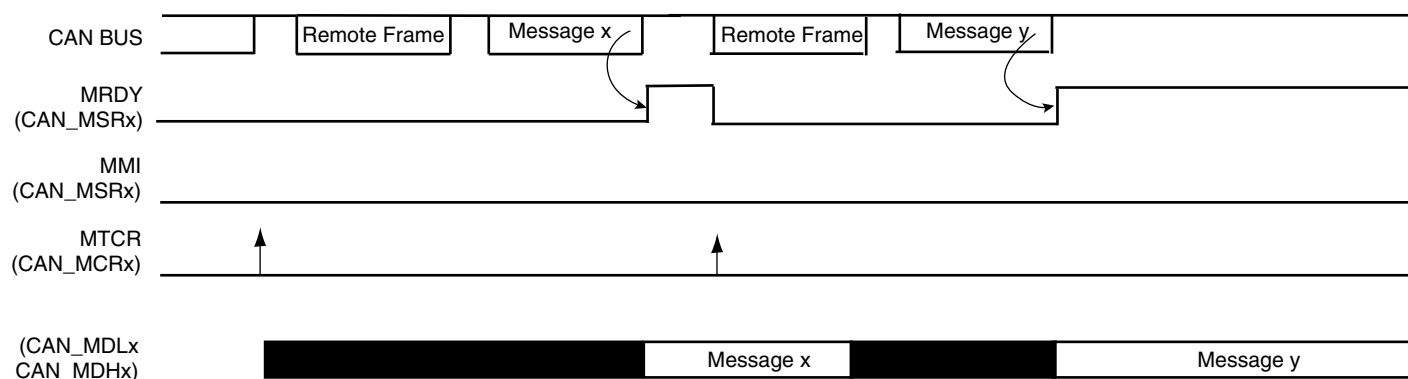 CAN BUS
Remote Frame
Message x
Remote Frame
Message y
MRDY
(CAN_MSRx)
MMI
(CAN_MSRx)
MTCR
(CAN_MCRx)
(CAN_MDLx
CAN_MDHx)
Message x
Message y